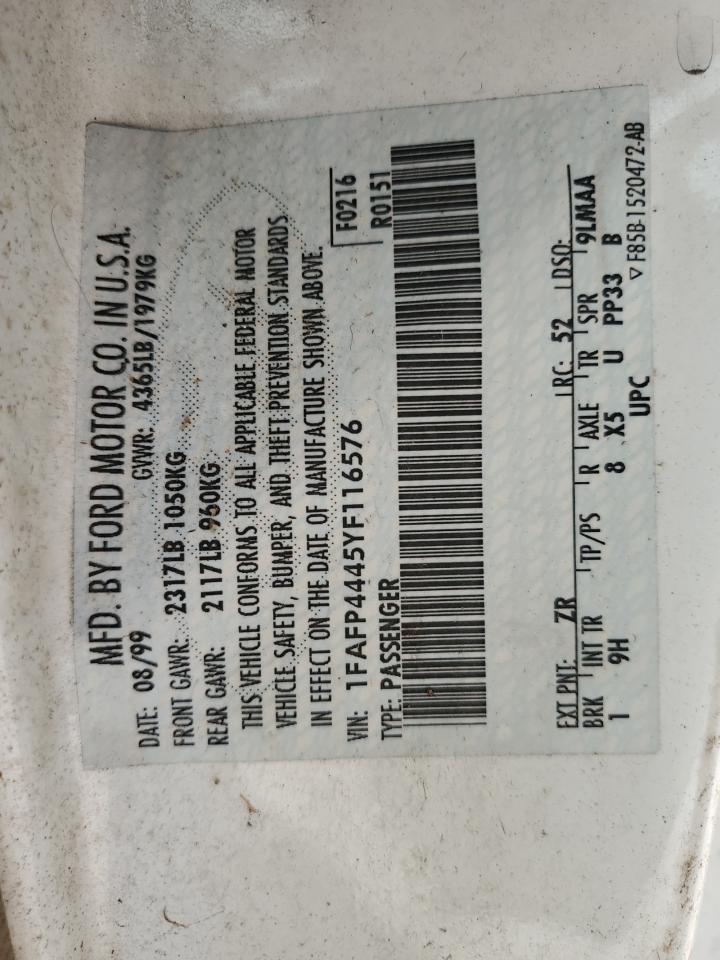 MFD. BY FORD MOTOR CO. IN U.S.A.
DATE: 08/99 GVWR: 4365LB/1979KG
FRONT GAWR: 2317LB 1050KG
REAR GAWR: 2117LB 960KG
THIS VEHICLE CONFORMS TO ALL APPLICABLE FEDERAL MOTOR
VEHICLE SAFETY, BUMPER, AND THEFT PREVENTION STANDARDS
IN EFFECT ON THE DATE OF MANUFACTURE SHOWN ABOVE.
VIN: 1FAFP4445YF116576 F0216
TYPE: PASSENGER R0151
EXT PNT: ZR RC: 52 DSO:
BRK INT TR TP/PS R AXLE TR SPR 9LMAA
1 9H 8 X5 U PP33 B
UPC ▽ F85B-1520472-AB